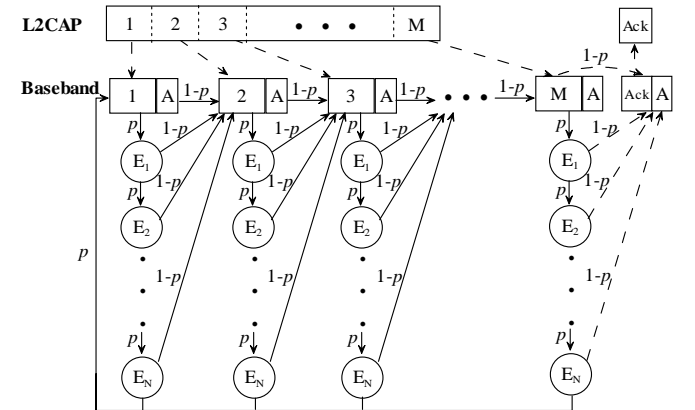 L2CAP 1 2 3 • • • M Ack
1-p
Baseband 1 A 1-p 2 A 1-p 3 A 1-p • • • 1-p M A Ack A
p 1-p p 1-p p 1-p p 1-p
E1 E1 E1 E1
p 1-p p 1-p p 1-p p 1-p
E2 E2 E2 E2
p
1-p 1-p 1-p 1-p
p p p p
EN EN EN EN